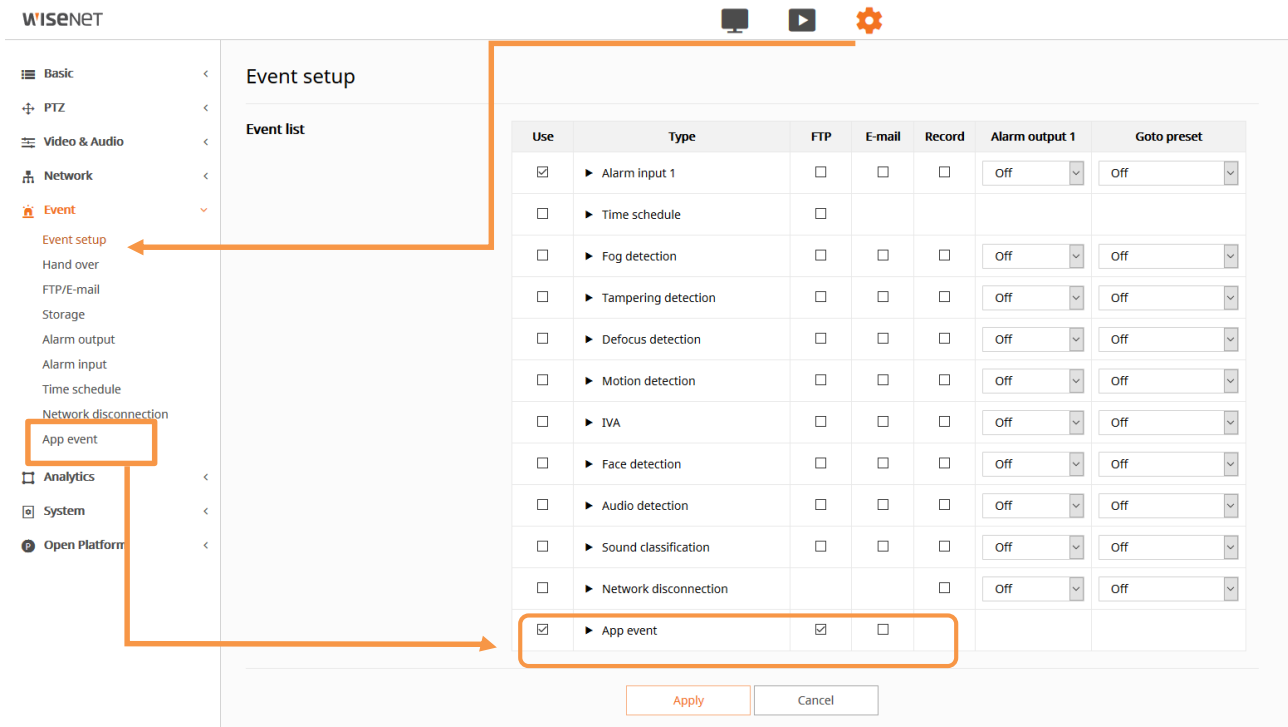 WISENET
Basic
PTZ
Video & Audio
Network
Event
Event setup
Hand over
FTP/E-mail
Storage
Alarm output
Alarm input
Time schedule
Network disconnection
App event
Analytics
System
Open Platform
Event setup
Event list
Use Type FTP E-mail Record Alarm output 1 Goto preset
Alarm input 1 Off Off
Time schedule
Fog detection Off Off
Tampering detection Off Off
Defocus detection Off Off
Motion detection Off Off
IVA Off Off
Face detection Off Off
Audio detection Off Off
Sound classification Off Off
Network disconnection Off Off
App event
Apply Cancel